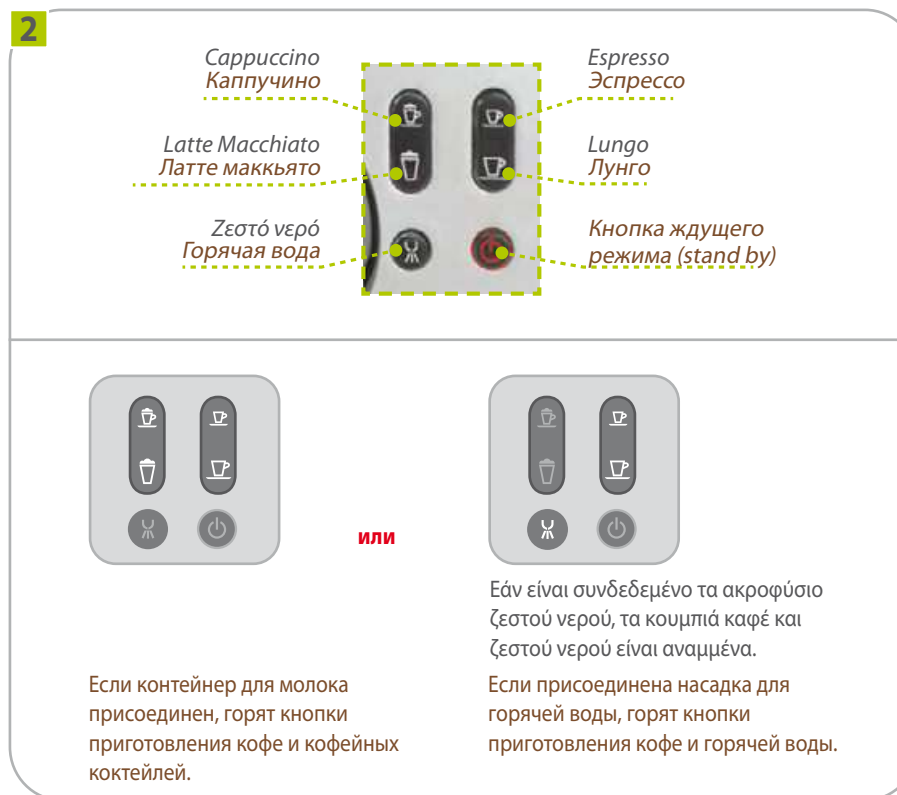 2
Cappuccino
Каппучино
Espresso
Эспрессо
Latte Macchiato
Латте маккьято
Lungo
Лунго
Ζεστό νερό
Горячая вода
Кнопка ждущего
режима (stand by)
или
Εάν είναι συνδεδεμένο τα ακροφύσιο
ζεστού νερού, τα κουμπιά καφέ και
ζεστού νερού είναι αναμμένα.
Если контейнер для молока
присоединен, горят кнопки
приготовления кофе и кофейных
коктейлей.
Если присоединена насадка для
горячей воды, горят кнопки
приготовления кофе и горячей воды.